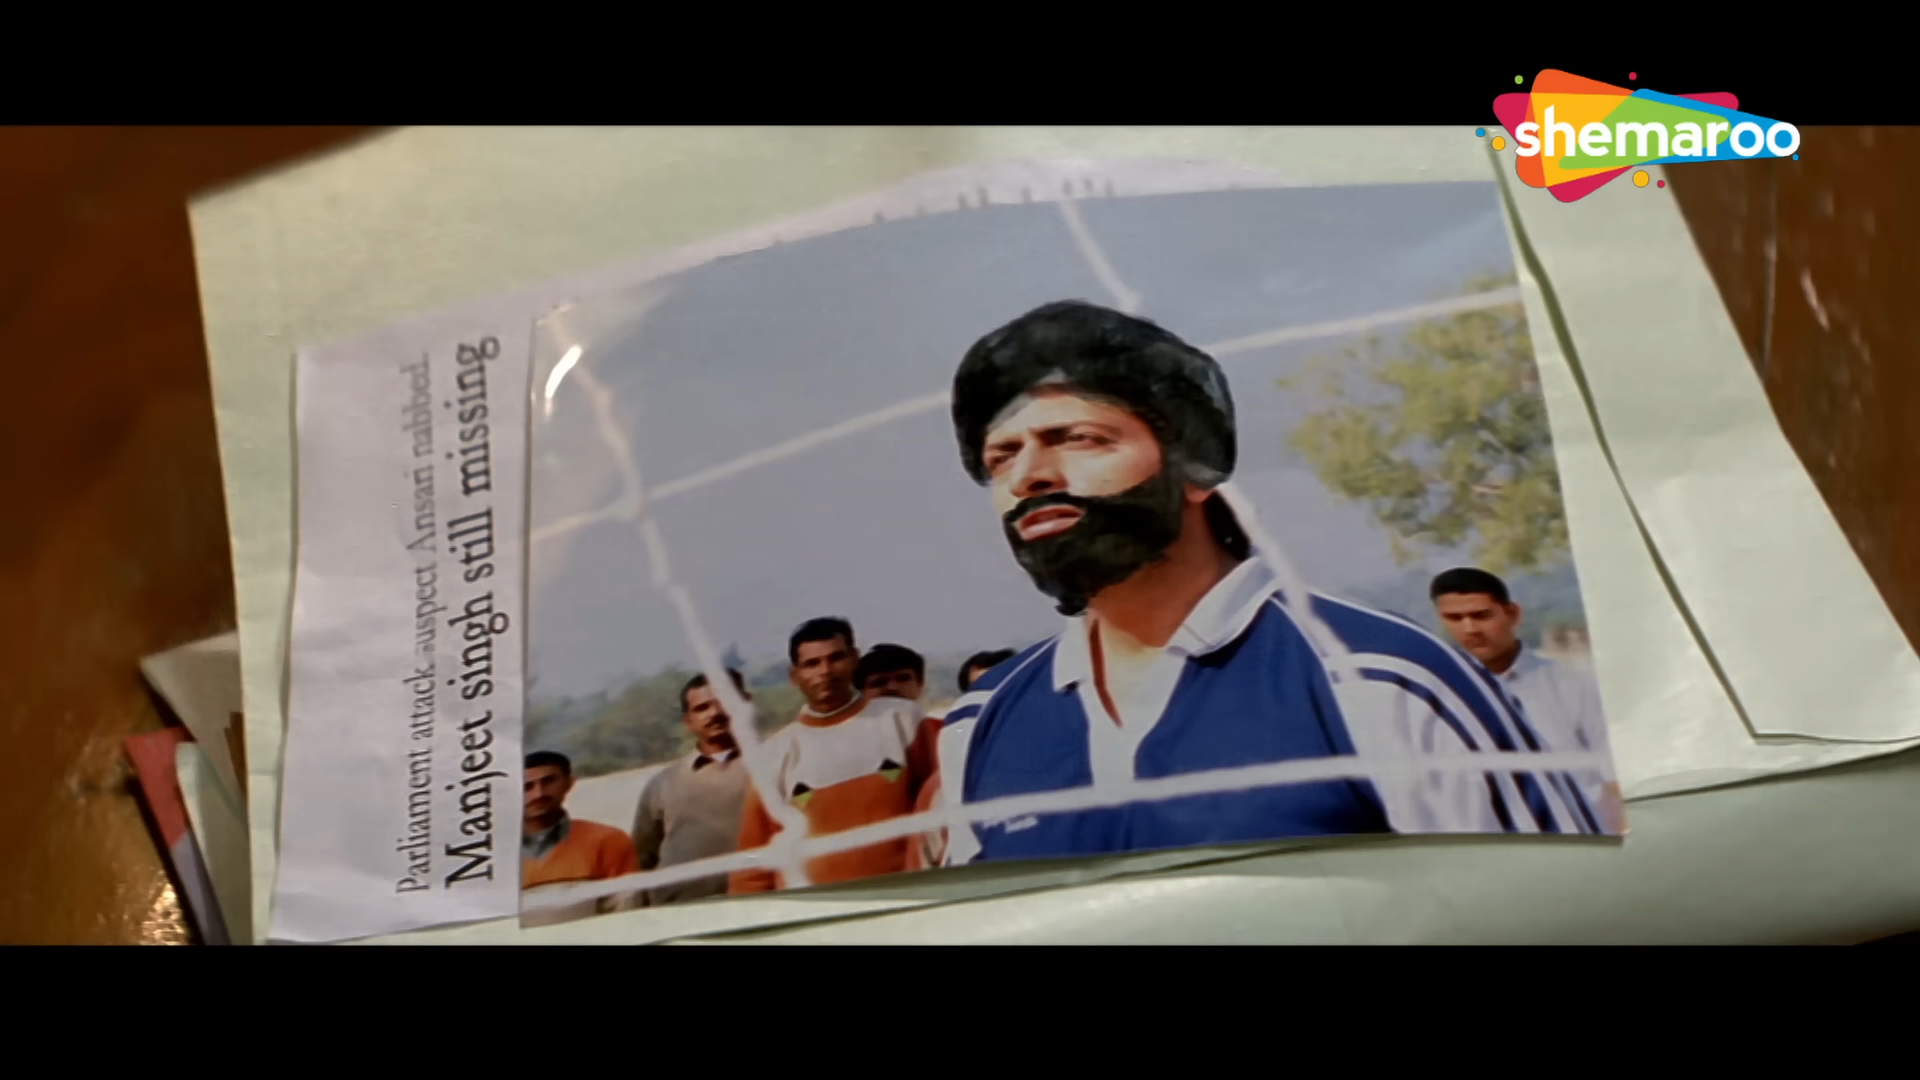 shemaroo
Parliament attack suspect Ansari nabbed.
Manjeet singh still missing